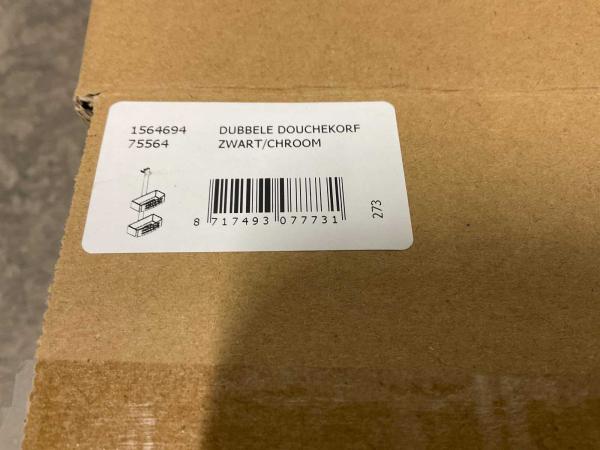 1564694 DUBBELE DOUCHEKORF
75564 ZWART/CHROOM
8 717493 077731
273